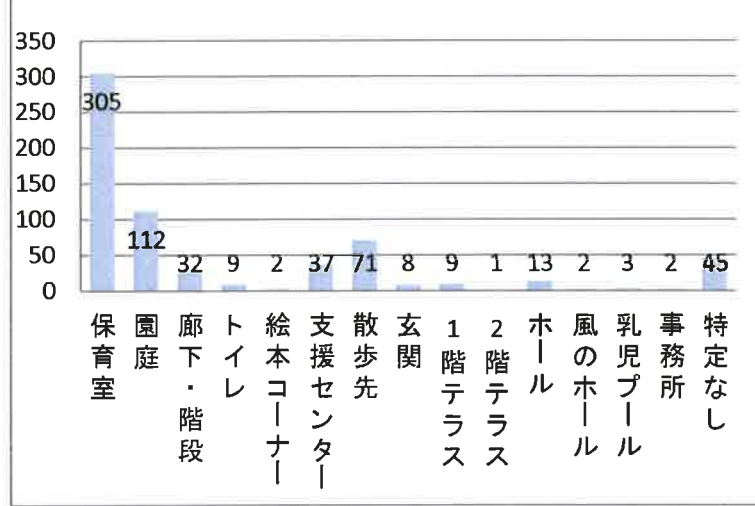 350
300
250
200
150
100
50
0
305
112
32
9
2
37
71
8
9
1
13
2
3
2
45
保育室
園庭
廊下・階段
トイレ
絵本コーナー
支援センター
散歩先
玄関
1階テラス
2階テラス
ホール
風のホール
乳児プール
事務所
特定なし